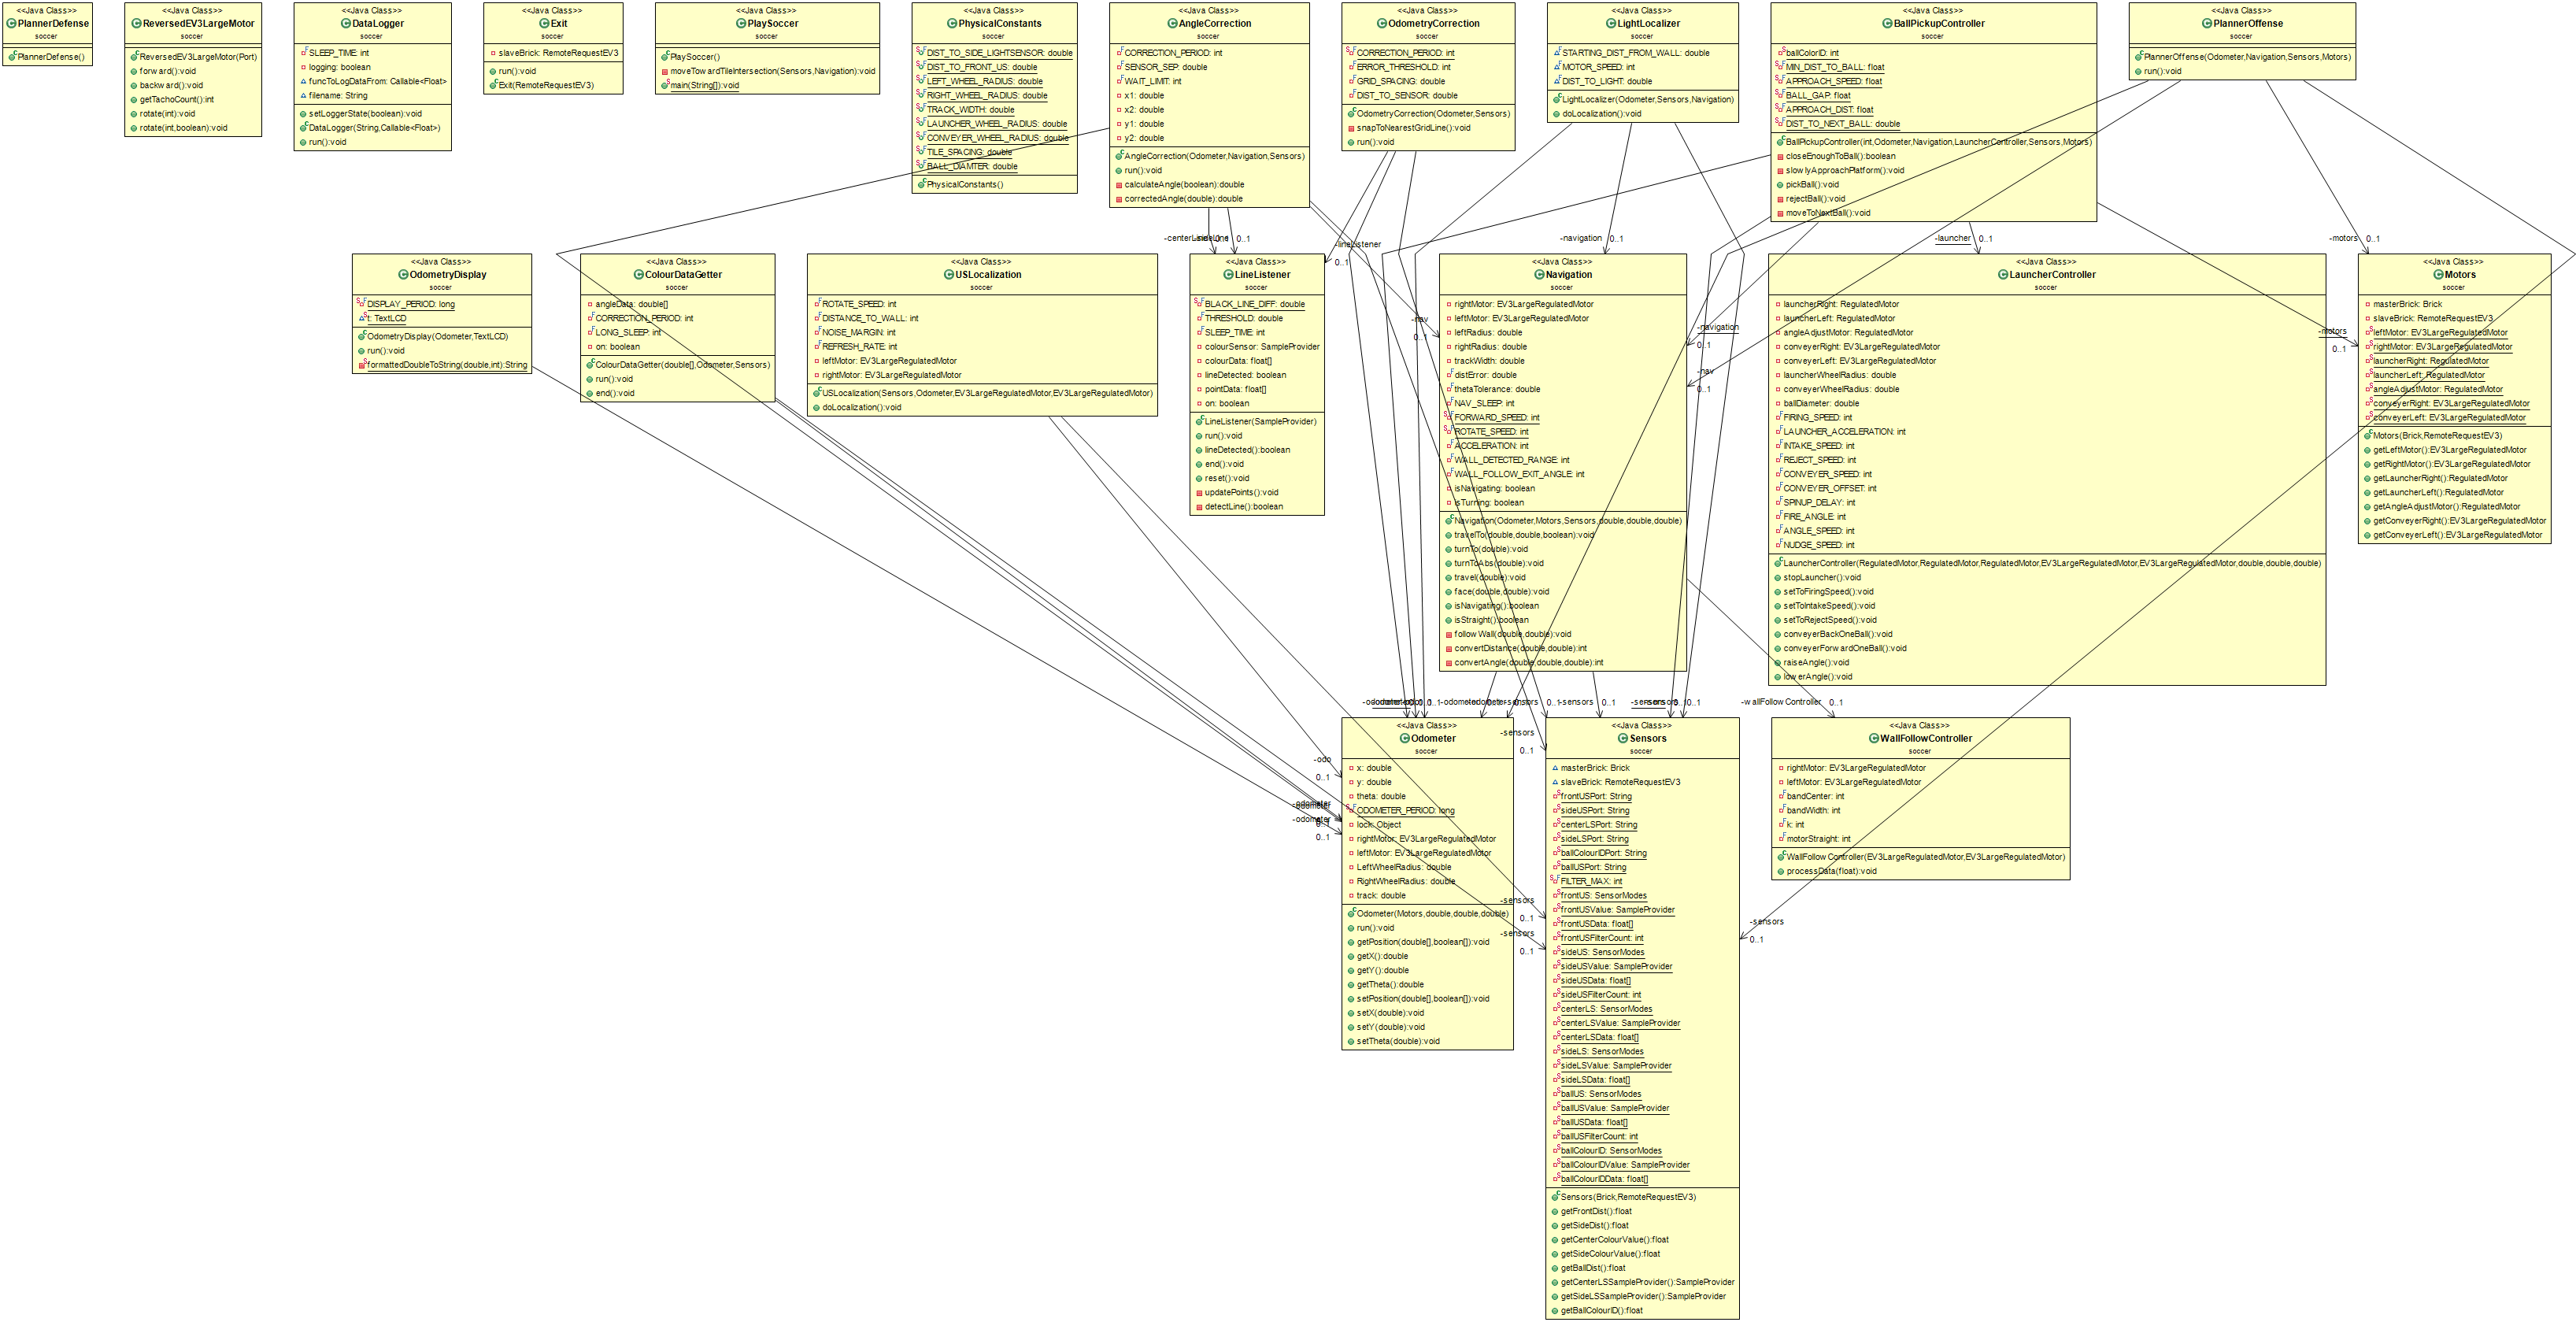 <<Java Class>>
PlannerDefense
soccer
PlannerDefense()
<<Java Class>>
ReversedEV3LargeMotor
soccer
ReversedEV3LargeMotor(Port)
forward():void
backward():void
getTachoCount():int
rotate(int):void
rotate(int,boolean):void
<<Java Class>>
DataLogger
soccer
SLEEP_TIME: int
logging: boolean
funcToLogDataFrom: Callable<Float>
filename: String
setLoggerState(boolean):void
DataLogger(String,Callable<Float>)
run():void
<<Java Class>>
Exit
soccer
slaveBrick: RemoteRequestEV3
run():void
Exit(RemoteRequestEV3)
<<Java Class>>
PlaySoccer
soccer
PlaySoccer()
moveTowardTileIntersection(Sensors,Navigation):void
main(String[]):void
<<Java Class>>
PhysicalConstants
soccer
DIST_TO_SIDE_LIGHTSENSOR: double
DIST_TO_FRONT_US: double
LEFT_WHEEL_RADIUS: double
RIGHT_WHEEL_RADIUS: double
TRACK_WIDTH: double
LAUNCHER_WHEEL_RADIUS: double
CONVEYER_WHEEL_RADIUS: double
TILE_SPACING: double
BALL_DIAMTER: double
PhysicalConstants()
<<Java Class>>
AngleCorrection
soccer
CORRECTION_PERIOD: int
SENSOR_SEP: double
WAIT_LIMIT: int
x1: double
x2: double
y1: double
y2: double
AngleCorrection(Odometer,Navigation,Sensors)
run():void
calculateAngle(boolean):double
correctedAngle(double):double
<<Java Class>>
OdometryCorrection
soccer
CORRECTION_PERIOD: int
ERROR_THRESHOLD: int
GRID_SPACING: double
DIST_TO_SENSOR: double
OdometryCorrection(Odometer,Sensors)
snapToNearestGridLine():void
run():void
<<Java Class>>
LightLocalizer
soccer
STARTING_DIST_FROM_WALL: double
MOTOR_SPEED: int
DIST_TO_LIGHT: double
LightLocalizer(Odometer,Sensors,Navigation)
doLocalization():void
<<Java Class>>
BallPickupController
soccer
ballColorID: int
MIN_DIST_TO_BALL: float
APPROACH_SPEED: float
BALL_GAP: float
APPROACH_DIST: float
DIST_TO_NEXT_BALL: double
BallPickupController(int,Odometer,Navigation,LauncherController,Sensors,Motors)
closeEnoughToBall():boolean
slowlyApproachPlatform():void
pickBall():void
rejectBall():void
moveToNextBall():void
<<Java Class>>
PlannerOffense
soccer
PlannerOffense(Odometer,Navigation,Sensors,Motors)
run():void
-centerLine
0..1
-lineListener
0..1
-navigation 0..1
-launcher 0..1
-motors 0..1
<<Java Class>>
OdometryDisplay
soccer
DISPLAY_PERIOD: long
t: TextLCD
OdometryDisplay(Odometer,TextLCD)
run():void
formattedDoubleToString(double,int):String
<<Java Class>>
ColourDataGetter
soccer
angleData: double[]
CORRECTION_PERIOD: int
LONG_SLEEP: int
on: boolean
ColourDataGetter(double[],Odometer,Sensors)
run():void
end():void
<<Java Class>>
USLocalization
soccer
ROTATE_SPEED: int
DISTANCE_TO_WALL: int
NOISE_MARGIN: int
REFRESH_RATE: int
leftMotor: EV3LargeRegulatedMotor
rightMotor: EV3LargeRegulatedMotor
USLocalization(Sensors,Odometer,EV3LargeRegulatedMotor,EV3LargeRegulatedMotor)
doLocalization():void
<<Java Class>>
LineListener
soccer
BLACK_LINE_DIFF: double
THRESHOLD: double
SLEEP_TIME: int
colourSensor: SampleProvider
colourData: float[]
lineDetected: boolean
pointData: float[]
on: boolean
LineListener(SampleProvider)
run():void
lineDetected():boolean
end():void
reset():void
updatePoints():void
detectLine():boolean
-nav
0..1
<<Java Class>>
Navigation
soccer
rightMotor: EV3LargeRegulatedMotor
leftMotor: EV3LargeRegulatedMotor
leftRadius: double
rightRadius: double
trackWidth: double
distError: double
thetaTolerance: double
NAV_SLEEP: int
FORWARD_SPEED: int
ROTATE_SPEED: int
ACCELERATION: int
WALL_DETECTED_RANGE: int
WALL_FOLLOW_EXIT_ANGLE: int
isNavigating: boolean
isTurning: boolean
Navigation(Odometer,Motors,Sensors,double,double,double)
travelTo(double,double,boolean):void
turnTo(double):void
turnToAbs(double):void
travel(double):void
face(double,double):void
isNavigating():boolean
isStraight():boolean
followWall(double,double):void
convertDistance(double,double):int
convertAngle(double,double,double):int
-navigation
0..1
-nav
0..1
<<Java Class>>
LauncherController
soccer
launcherRight: RegulatedMotor
launcherLeft: RegulatedMotor
angleAdjustMotor: RegulatedMotor
conveyerRight: EV3LargeRegulatedMotor
conveyerLeft: EV3LargeRegulatedMotor
launcherWheelRadius: double
conveyerWheelRadius: double
ballDiameter: double
FIRING_SPEED: int
LAUNCHER_ACCELERATION: int
INTAKE_SPEED: int
REJECT_SPEED: int
CONVEYER_SPEED: int
CONVEYER_OFFSET: int
SPINUP_DELAY: int
FIRE_ANGLE: int
ANGLE_SPEED: int
NUDGE_SPEED: int
LauncherController(RegulatedMotor,RegulatedMotor,RegulatedMotor,EV3LargeRegulatedMotor,EV3LargeRegulatedMotor,double,double,double)
stopLauncher():void
setToFiringSpeed():void
setToIntakeSpeed():void
setToRejectSpeed():void
conveyerBackOneBall():void
conveyerForwardOneBall():void
raiseAngle():void
lowerAngle():void
-motors
0..1
<<Java Class>>
Motors
soccer
masterBrick: Brick
slaveBrick: RemoteRequestEV3
leftMotor: EV3LargeRegulatedMotor
rightMotor: EV3LargeRegulatedMotor
launcherRight: RegulatedMotor
launcherLeft: RegulatedMotor
angleAdjustMotor: RegulatedMotor
conveyerRight: EV3LargeRegulatedMotor
conveyerLeft: EV3LargeRegulatedMotor
Motors(Brick,RemoteRequestEV3)
getLeftMotor():EV3LargeRegulatedMotor
getRightMotor():EV3LargeRegulatedMotor
getLauncherRight():RegulatedMotor
getLauncherLeft():RegulatedMotor
getAngleAdjustMotor():RegulatedMotor
getConveyerRight():EV3LargeRegulatedMotor
getConveyerLeft():EV3LargeRegulatedMotor
-sensors 0..1
-wallFollowController 0..1
-odo
0..1
-odometer
-odometer
0..1
<<Java Class>>
Odometer
soccer
x: double
y: double
theta: double
ODOMETER_PERIOD: long
lock: Object
rightMotor: EV3LargeRegulatedMotor
leftMotor: EV3LargeRegulatedMotor
LeftWheelRadius: double
RightWheelRadius: double
track: double
Odometer(Motors,double,double,double)
run():void
getPosition(double[],boolean[]):void
getX():double
getY():double
getTheta():double
setPosition(double[],boolean[]):void
setX(double):void
setY(double):void
setTheta(double):void
-sensors
0..1
-sensors
0..1
-sensors
0..1
<<Java Class>>
Sensors
soccer
masterBrick: Brick
slaveBrick: RemoteRequestEV3
frontUSPort: String
sideUSPort: String
centerLSPort: String
sideLSPort: String
ballColourIDPort: String
ballUSPort: String
FILTER_MAX: int
frontUS: SensorModes
frontUSValue: SampleProvider
frontUSData: float[]
frontUSFilterCount: int
sideUS: SensorModes
sideUSValue: SampleProvider
sideUSData: float[]
sideUSFilterCount: int
centerLS: SensorModes
centerLSValue: SampleProvider
centerLSData: float[]
sideLS: SensorModes
sideLSValue: SampleProvider
sideLSData: float[]
ballUS: SensorModes
ballUSValue: SampleProvider
ballUSData: float[]
ballUSFilterCount: int
ballColourID: SensorModes
ballColourIDValue: SampleProvider
ballColourIDData: float[]
Sensors(Brick,RemoteRequestEV3)
getFrontDist():float
getSideDist():float
getCenterColourValue():float
getSideColourValue():float
getBallDist():float
getCenterLSSampleProvider():SampleProvider
getSideLSSampleProvider():SampleProvider
getBallColourID():float
-sensors
0..1
<<Java Class>>
WallFollowController
soccer
rightMotor: EV3LargeRegulatedMotor
leftMotor: EV3LargeRegulatedMotor
bandCenter: int
bandWidth: int
k: int
motorStraight: int
WallFollowController(EV3LargeRegulatedMotor,EV3LargeRegulatedMotor)
processData(float):void